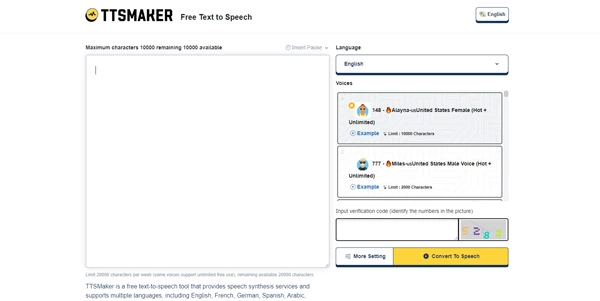 TTSMAKER Free Text to Speech
English
Maximum characters 10000 remaining 10000 available
Insert Pause
Language
English
Voices
148 - 🔥Alayna-🇺🇸United States Female (Hot +
Unlimited)
Example
Limit : 10000 Characters
777 - 🔥Miles-🇺🇸United States Male Voice (Hot +
Unlimited)
Example
Limit : 2000 Characters
Input verification code (identify the numbers in the picture)
More Setting
Convert To Speech
Limit 20000 characters per week (some voices support unlimited free use), remaining available 20000 characters.
TTSMaker is a free text-to-speech tool that provides speech synthesis services and
supports multiple languages, including English, French, German, Spanish, Arabic,